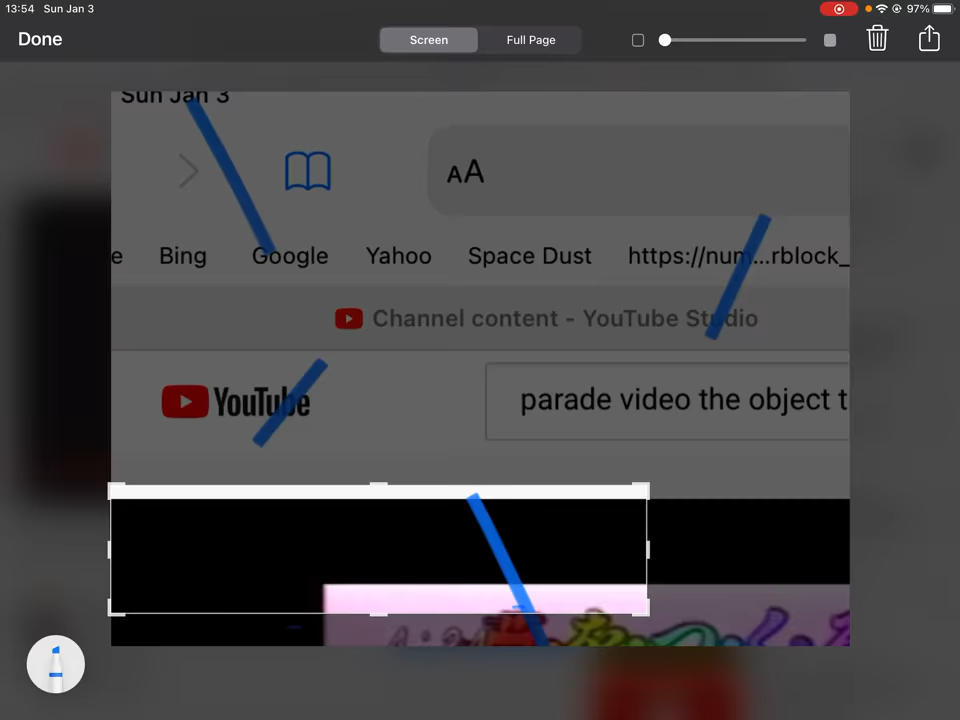 13:54 Sun Jan 3 97%
Done Screen Full Page
Sun Jan 3
AA
e Bing Google Yahoo Space Dust https://num...rblock_
Channel content - YouTube Studio
YouTube parade video the object t